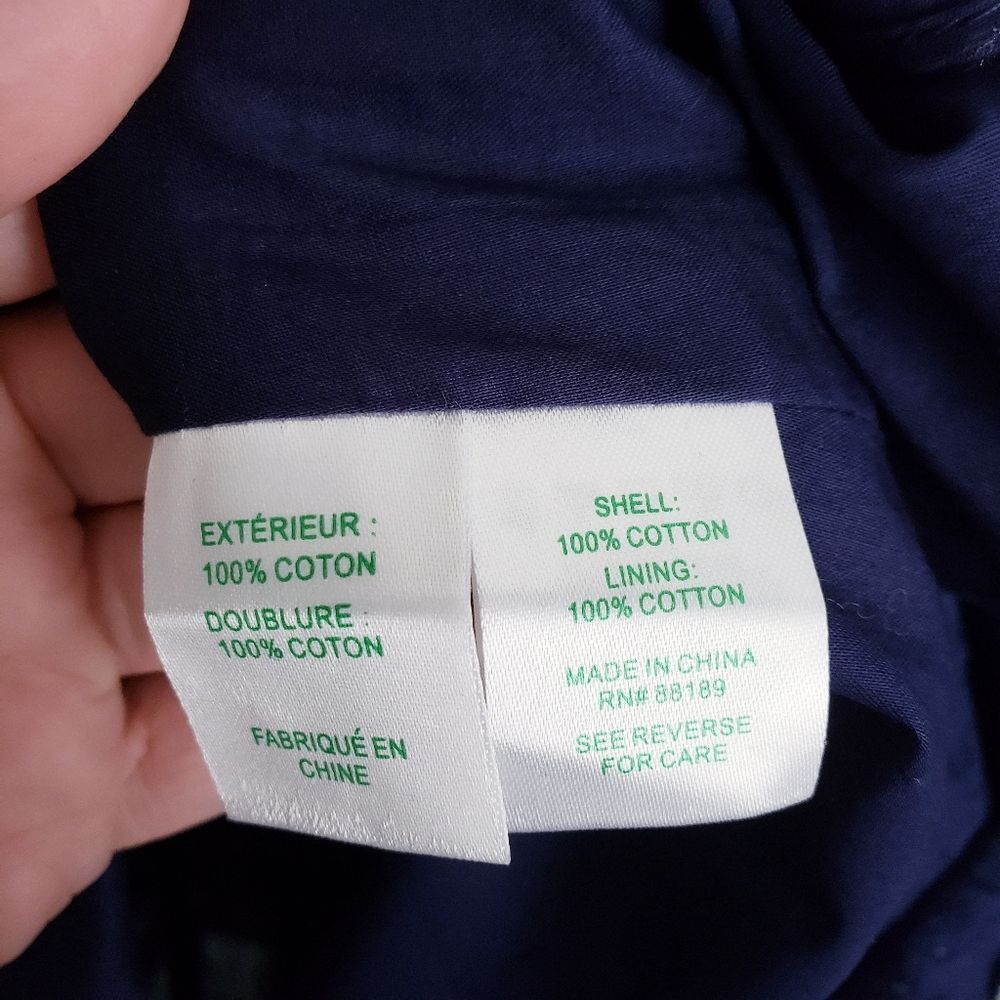 EXTÉRIEUR :
100% COTON
DOUBLURE :
100% COTON
FABRIQUÉ EN
CHINE
SHELL:
100% COTTON
LINING:
100% COTTON
MADE IN CHINA
RN# 88189
SEE REVERSE
FOR CARE